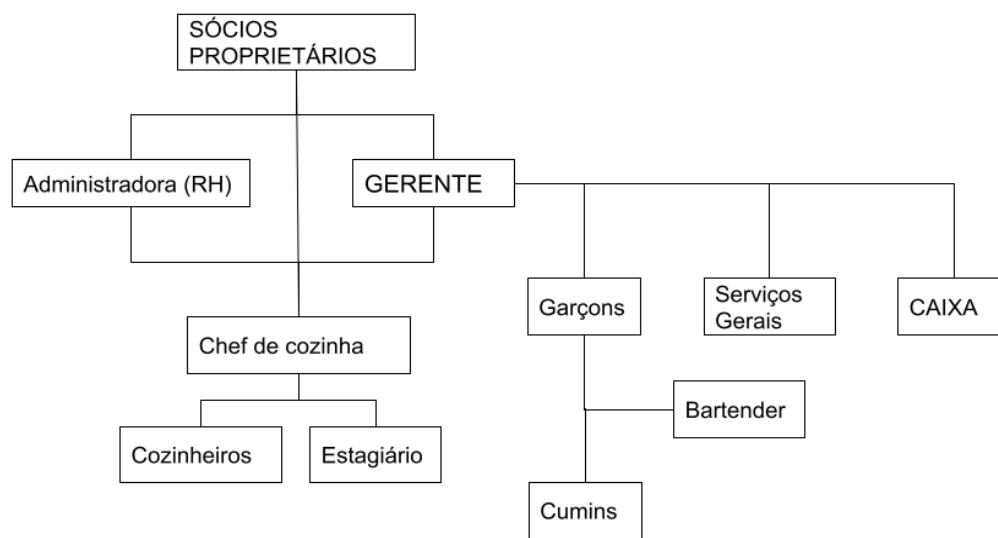 SÓCIOS
PROPRIETÁRIOS
Administradora (RH)
GERENTE
Garçons
Serviços
Gerais
CAIXA
Chef de cozinha
Bartender
Cozinheiros
Estagiário
Cumins